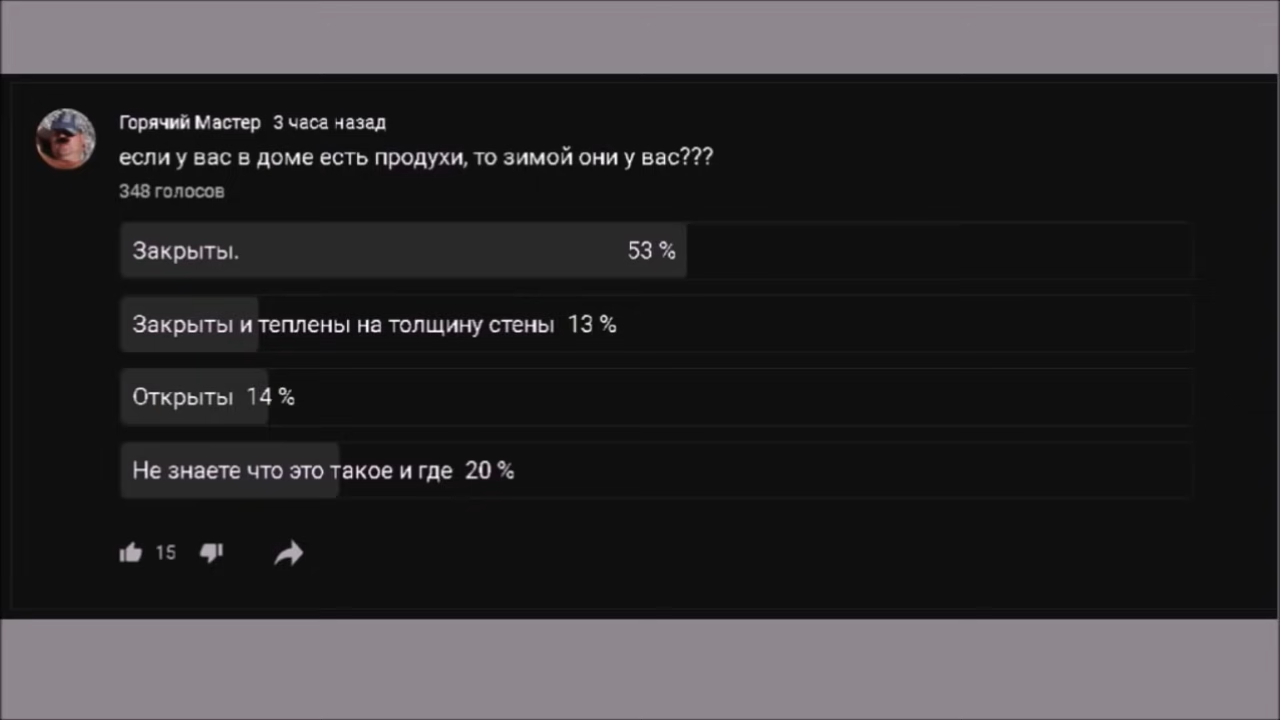 Горячий Мастер 3 часа назад
если у вас в доме есть продухи, то зимой они у вас???
348 голосов
Закрыты. 53 %
Закрыты и теплены на толщину стены 13 %
Открыты 14 %
Не знаете что это такое и где 20 %
15